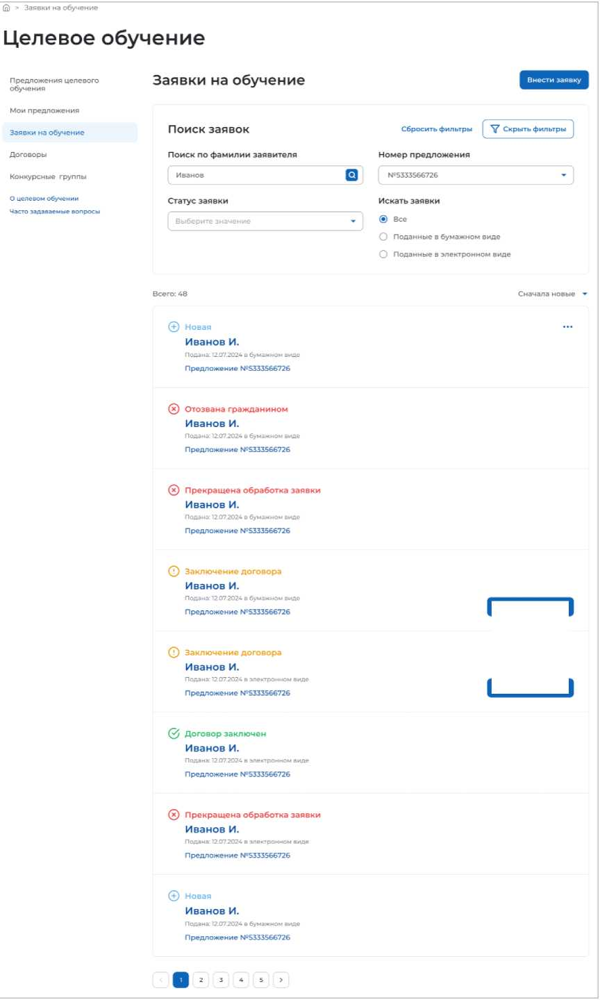 > Заявки на обучение
Целевое обучение
Предложения целевого
обучения
Мои предложения
Заявки на обучение
Договоры
Конкурсные группы
О целевом обучении
Часто задаваемые вопросы
Заявки на обучение
Внести заявку
Поиск заявок
Сбросить фильтры
Скрыть фильтры
Поиск по фамилии заявителя
Номер предложения
Иванов
№5333566726
Статус заявки
Искать заявки
Выберите значение
Все
Поданные в бумажном виде
Поданные в электронном виде
Всего: 48
Сначала новые
Новая
Иванов И.
Подана: 12.07.2024 в бумажном виде
Предложение №5333566726
Отозвана гражданином
Иванов И.
Подана: 12.07.2024 в бумажном виде
Предложение №5333566726
Прекращена обработка заявки
Иванов И.
Подана: 12.07.2024 в бумажном виде
Предложение №5333566726
Заключение договора
Иванов И.
Подана: 12.07.2024 в бумажном виде
Предложение №5333566726
Заключение договора
Иванов И.
Подана: 12.07.2024 в электронном виде
Предложение №5333566726
Договор заключен
Иванов И.
Подана: 12.07.2024 в электронном виде
Предложение №5333566726
Прекращена обработка заявки
Иванов И.
Подана: 12.07.2024 в электронном виде
Предложение №5333566726
Новая
Иванов И.
Подана: 12.07.2024 в бумажном виде
Предложение №5333566726
< 1 2 3 4 5 >